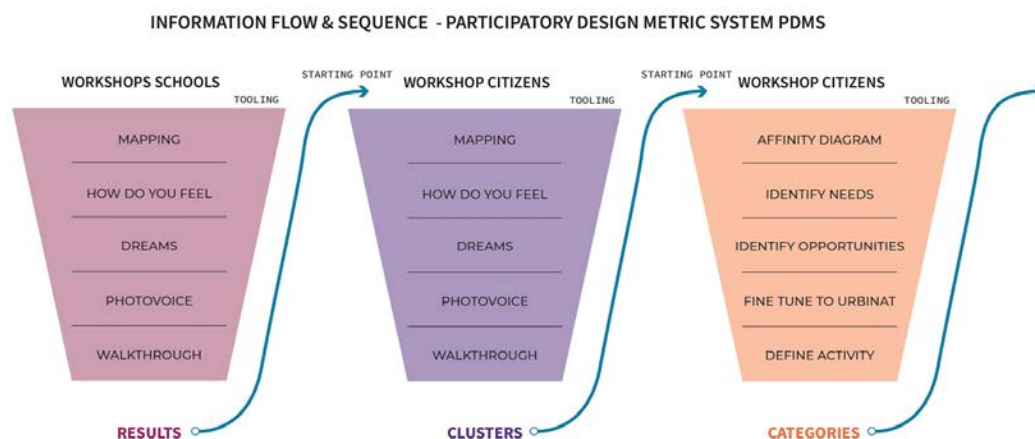 INFORMATION FLOW & SEQUENCE - PARTICIPATORY DESIGN METRIC SYSTEM PDMS
WORKSHOPS SCHOOLS
TOOLING
MAPPING
HOW DO YOU FEEL
DREAMS
PHOTOVOICE
WALKTHROUGH
RESULTS
STARTING POINT
WORKSHOP CITIZENS
TOOLING
MAPPING
HOW DO YOU FEEL
DREAMS
PHOTOVOICE
WALKTHROUGH
CLUSTERS
STARTING POINT
WORKSHOP CITIZENS
TOOLING
AFFINITY DIAGRAM
IDENTIFY NEEDS
IDENTIFY OPPORTUNITIES
FINE TUNE TO URBINAT
DEFINE ACTIVITY
CATEGORIES